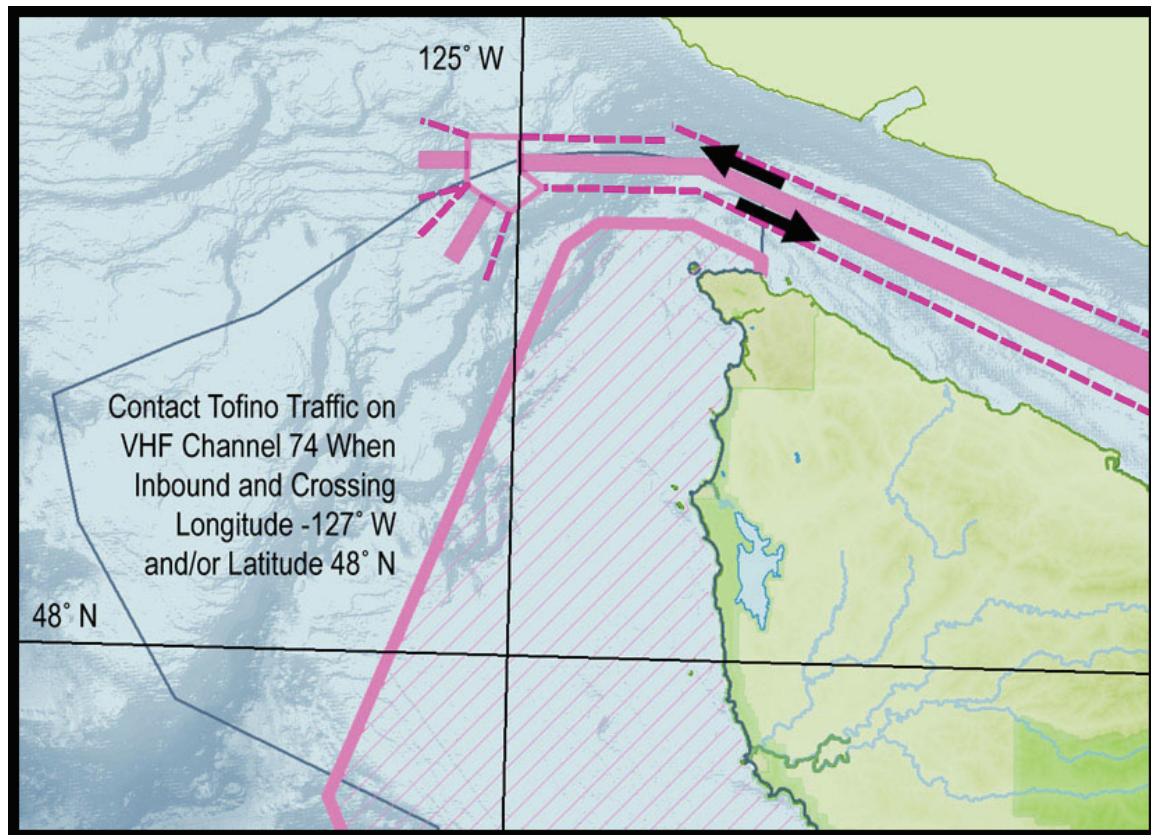 125° W
Contact Tofino Traffic on
VHF Channel 74 When
Inbound and Crossing
Longitude -127° W
and/or Latitude 48° N
48° N